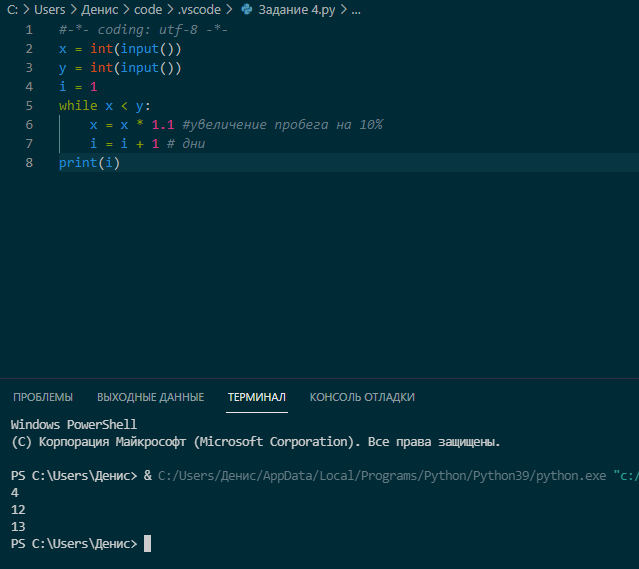 C: > Users > Денис > code > .vscode > Задание 4.py > ...
1 #-*- coding: utf-8 -*-
2 x = int(input())
3 y = int(input())
4 i = 1
5 while x < y:
6 x = x * 1.1 #увеличение пробега на 10%
7 i = i + 1 # дни
8 print(i)
ПРОБЛЕМЫ ВЫХОДНЫЕ ДАННЫЕ ТЕРМИНАЛ КОНСОЛЬ ОТЛАДКИ
Windows PowerShell
(C) Корпорация Майкрософт (Microsoft Corporation). Все права защищены.
PS C:\Users\Денис> & C:/Users/Денис/AppData/Local/Programs/Python/Python39/python.exe "c:/
4
12
13
PS C:\Users\Денис>